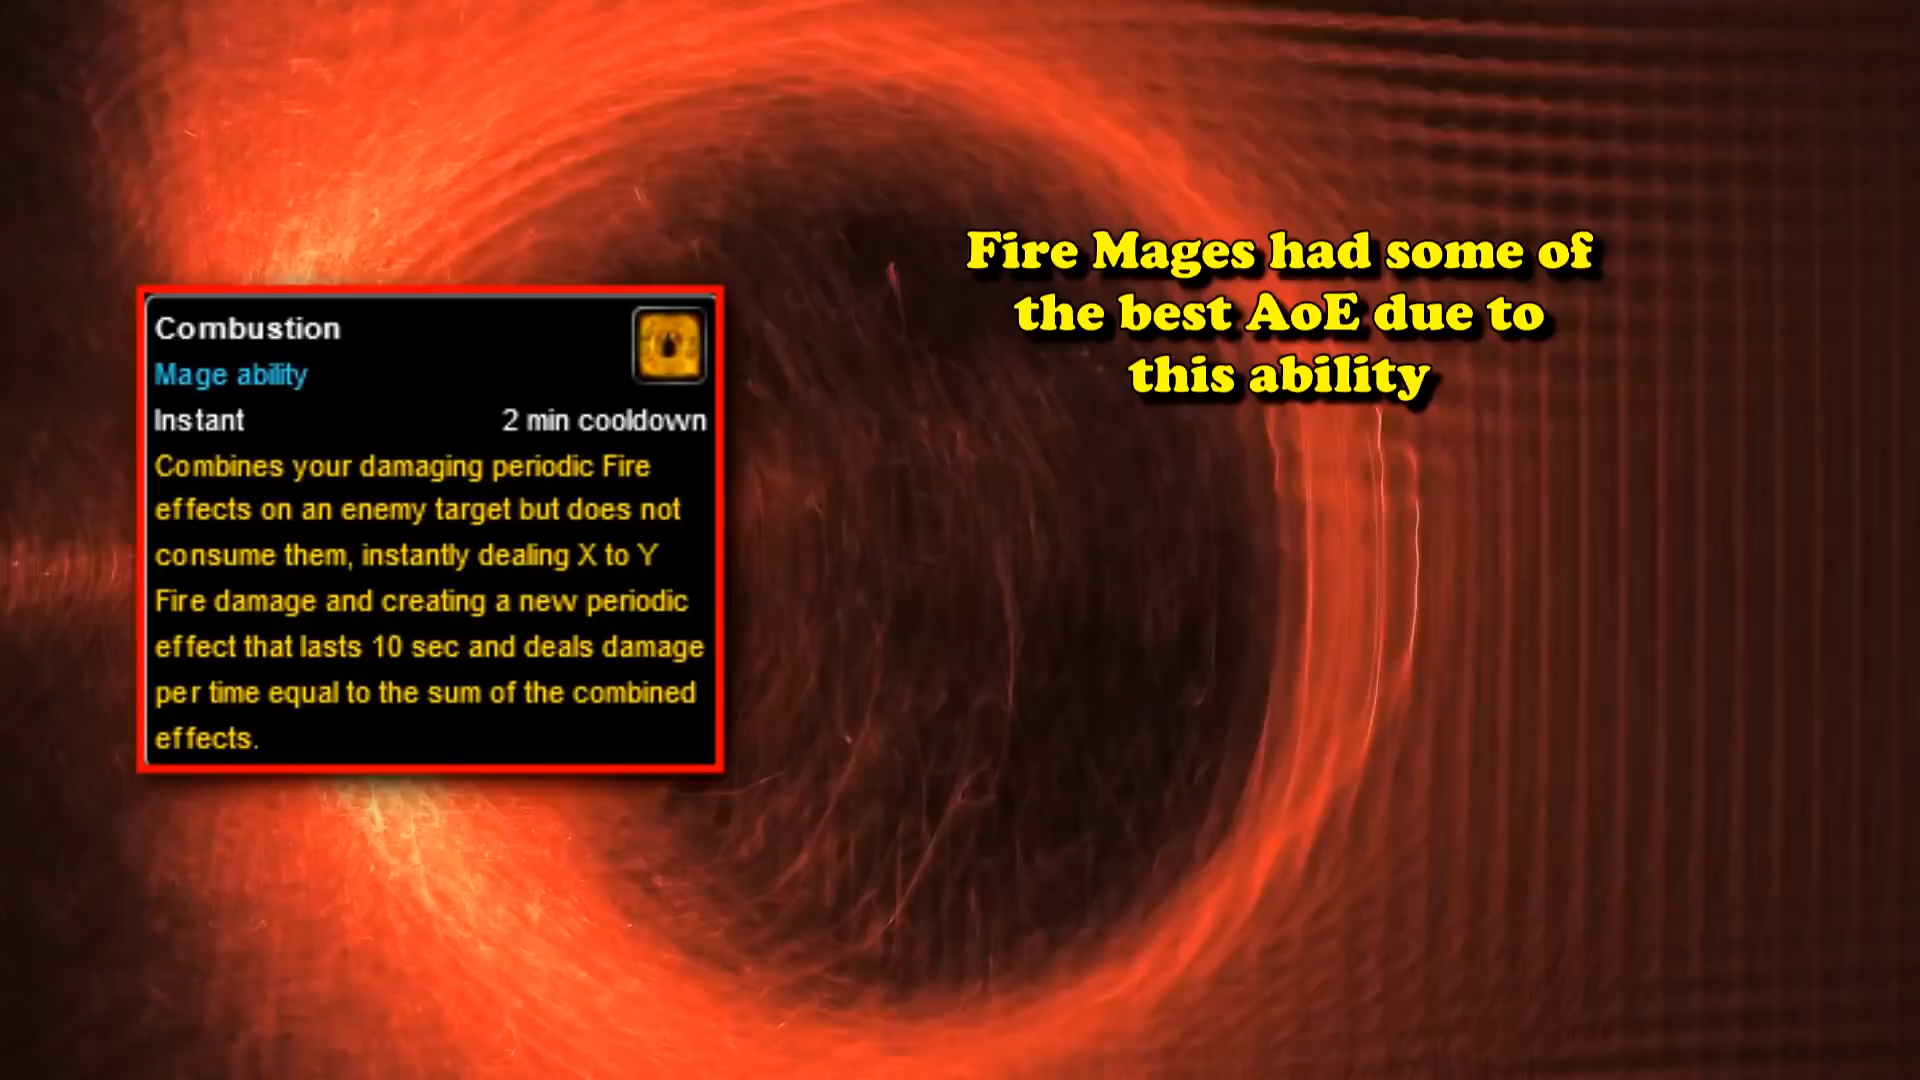 Combustion
Mage ability
Instant 2 min cooldown
Combines your damaging periodic Fire
effects on an enemy target but does not
consume them, instantly dealing X to Y
Fire damage and creating a new periodic
effect that lasts 10 sec and deals damage
per time equal to the sum of the combined
effects.
Fire Mages had some of
the best AoE due to
this ability